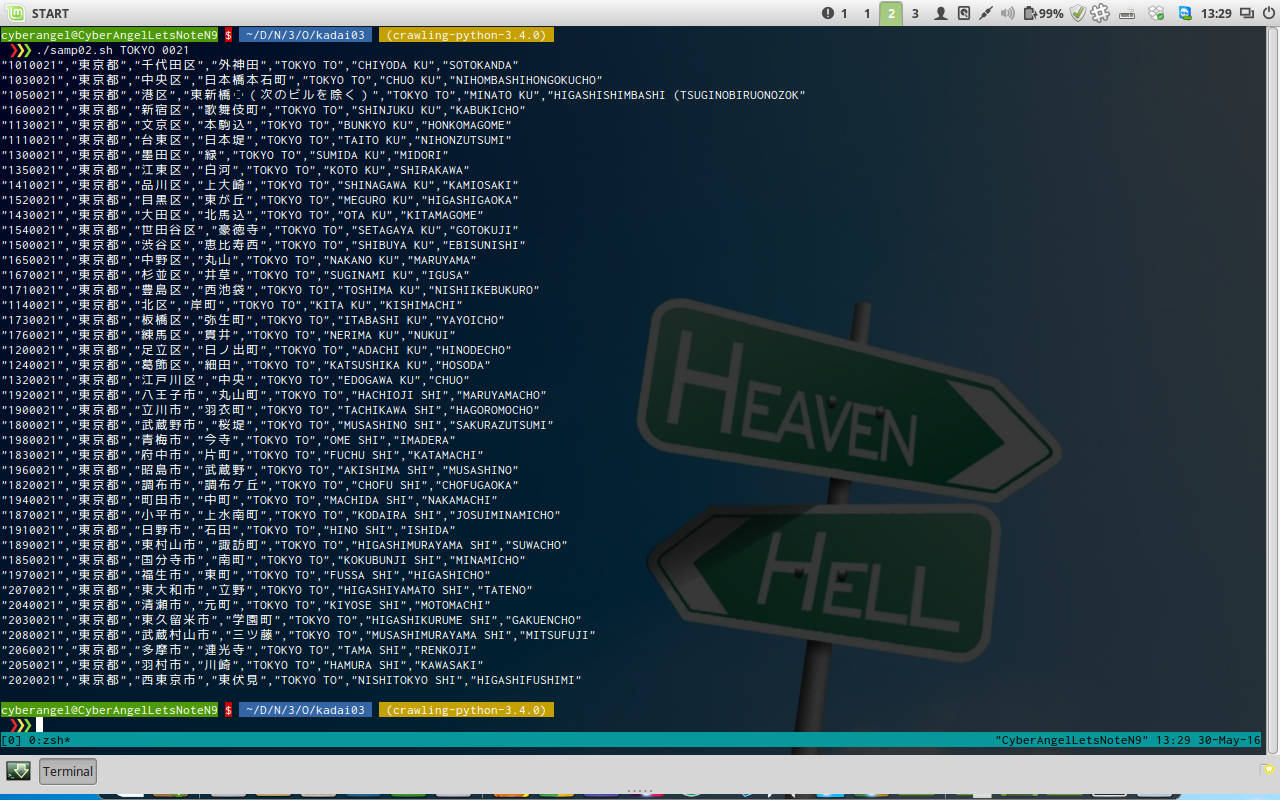 START 1 1 2 3 99% 13:29
cyberangel@CyberAngelLetsNoteN9 $ ~/D/N/3/O/kadai03 (crawling-python-3.4.0)
❯❯❯ ./samp02.sh TOKYO 0021
"1010021","東京都","千代田区","外神田","TOKYO TO","CHIYODA KU","SOTOKANDA"
"1030021","東京都","中央区","日本橋本石町","TOKYO TO","CHUO KU","NIHOMBASHIHONGOKUCHO"
"1050021","東京都","港区","東新橋　（次のビルを除く）","TOKYO TO","MINATO KU","HIGASHISHIMBASHI (TSUGINOBIRUONOZOK"
"1600021","東京都","新宿区","歌舞伎町","TOKYO TO","SHINJUKU KU","KABUKICHO"
"1130021","東京都","文京区","本駒込","TOKYO TO","BUNKYO KU","HONKOMAGOME"
"1110021","東京都","台東区","日本堤","TOKYO TO","TAITO KU","NIHONZUTSUMI"
"1300021","東京都","墨田区","緑","TOKYO TO","SUMIDA KU","MIDORI"
"1350021","東京都","江東区","白河","TOKYO TO","KOTO KU","SHIRAKAWA"
"1410021","東京都","品川区","上大崎","TOKYO TO","SHINAGAWA KU","KAMIOSAKI"
"1520021","東京都","目黒区","東が丘","TOKYO TO","MEGURO KU","HIGASHIGAOKA"
"1430021","東京都","大田区","北馬込","TOKYO TO","OTA KU","KITAMAGOME"
"1540021","東京都","世田谷区","豪徳寺","TOKYO TO","SETAGAYA KU","GOTOKUJI"
"1500021","東京都","渋谷区","恵比寿西","TOKYO TO","SHIBUYA KU","EBISUNISHI"
"1650021","東京都","中野区","丸山","TOKYO TO","NAKANO KU","MARUYAMA"
"1670021","東京都","杉並区","井草","TOKYO TO","SUGINAMI KU","IGUSA"
"1710021","東京都","豊島区","西池袋","TOKYO TO","TOSHIMA KU","NISHIIKEBUKURO"
"1140021","東京都","北区","岸町","TOKYO TO","KITA KU","KISHIMACHI"
"1730021","東京都","板橋区","弥生町","TOKYO TO","ITABASHI KU","YAYOICHO"
"1760021","東京都","練馬区","貫井","TOKYO TO","NERIMA KU","NUKUI"
"1200021","東京都","足立区","日ノ出町","TOKYO TO","ADACHI KU","HINODECHO"
"1240021","東京都","葛飾区","細田","TOKYO TO","KATSUSHIKA KU","HOSODA"
"1320021","東京都","江戸川区","中央","TOKYO TO","EDOGAWA KU","CHUO"
"1920021","東京都","八王子市","丸山町","TOKYO TO","HACHIOJI SHI","MARUYAMACHO"
"1900021","東京都","立川市","羽衣町","TOKYO TO","TACHIKAWA SHI","HAGOROMOCHO"
"1800021","東京都","武蔵野市","桜堤","TOKYO TO","MUSASHINO SHI","SAKURAZUTSUMI"
"1980021","東京都","青梅市","今寺","TOKYO TO","OME SHI","IMADERA"
"1830021","東京都","府中市","片町","TOKYO TO","FUCHU SHI","KATAMACHI"
"1960021","東京都","昭島市","武蔵野","TOKYO TO","AKISHIMA SHI","MUSASHINO"
"1820021","東京都","調布市","調布ケ丘","TOKYO TO","CHOFU SHI","CHOFUGAOKA"
"1940021","東京都","町田市","中町","TOKYO TO","MACHIDA SHI","NAKAMACHI"
"1870021","東京都","小平市","上水南町","TOKYO TO","KODAIRA SHI","JOSUIMINAMICHO"
"1910021","東京都","日野市","石田","TOKYO TO","HINO SHI","ISHIDA"
"1890021","東京都","東村山市","諏訪町","TOKYO TO","HIGASHIMURAYAMA SHI","SUWACHO"
"1850021","東京都","国分寺市","南町","TOKYO TO","KOKUBUNJI SHI","MINAMICHO"
"1970021","東京都","福生市","東町","TOKYO TO","FUSSA SHI","HIGASHICHO"
"2070021","東京都","東大和市","立野","TOKYO TO","HIGASHIYAMATO SHI","TATENO"
"2040021","東京都","清瀬市","元町","TOKYO TO","KIYOSE SHI","MOTOMACHI"
"2030021","東京都","東久留米市","学園町","TOKYO TO","HIGASHIKURUME SHI","GAKUENCHO"
"2080021","東京都","武蔵村山市","三ツ藤","TOKYO TO","MUSASHIMURAYAMA SHI","MITSUFUJI"
"2060021","東京都","多摩市","連光寺","TOKYO TO","TAMA SHI","RENKOJI"
"2050021","東京都","羽村市","川崎","TOKYO TO","HAMURA SHI","KAWASAKI"
"2020021","東京都","西東京市","東伏見","TOKYO TO","NISHITOKYO SHI","HIGASHIFUSHIMI"
cyberangel@CyberAngelLetsNoteN9 $ ~/D/N/3/O/kadai03 (crawling-python-3.4.0)
❯❯❯
[0] 0:zsh* "CyberAngelLetsNoteN9" 13:29 30-May-16
HEAVEN
HELL
Terminal